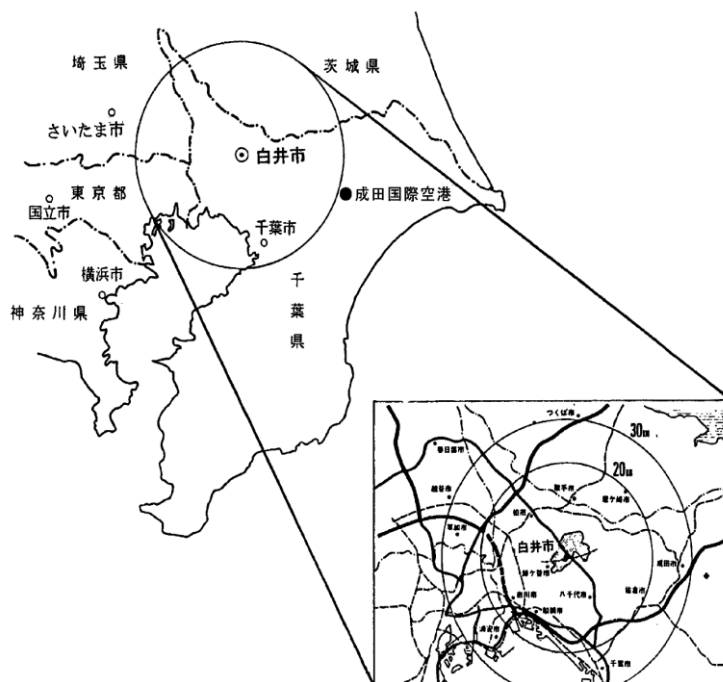 埼玉県
茨城県
さいたま市
白井市
東京都
成田国際空港
国立市
千葉市
横浜市
千葉県
神奈川県
つくば市
30km
春日部市
20km
越谷市
取手市
龍ケ崎市
柏市
草加市
白井市
鎌ケ谷市
成田市
市川市
八千代市
佐倉市
船橋市
浦安市
千葉市